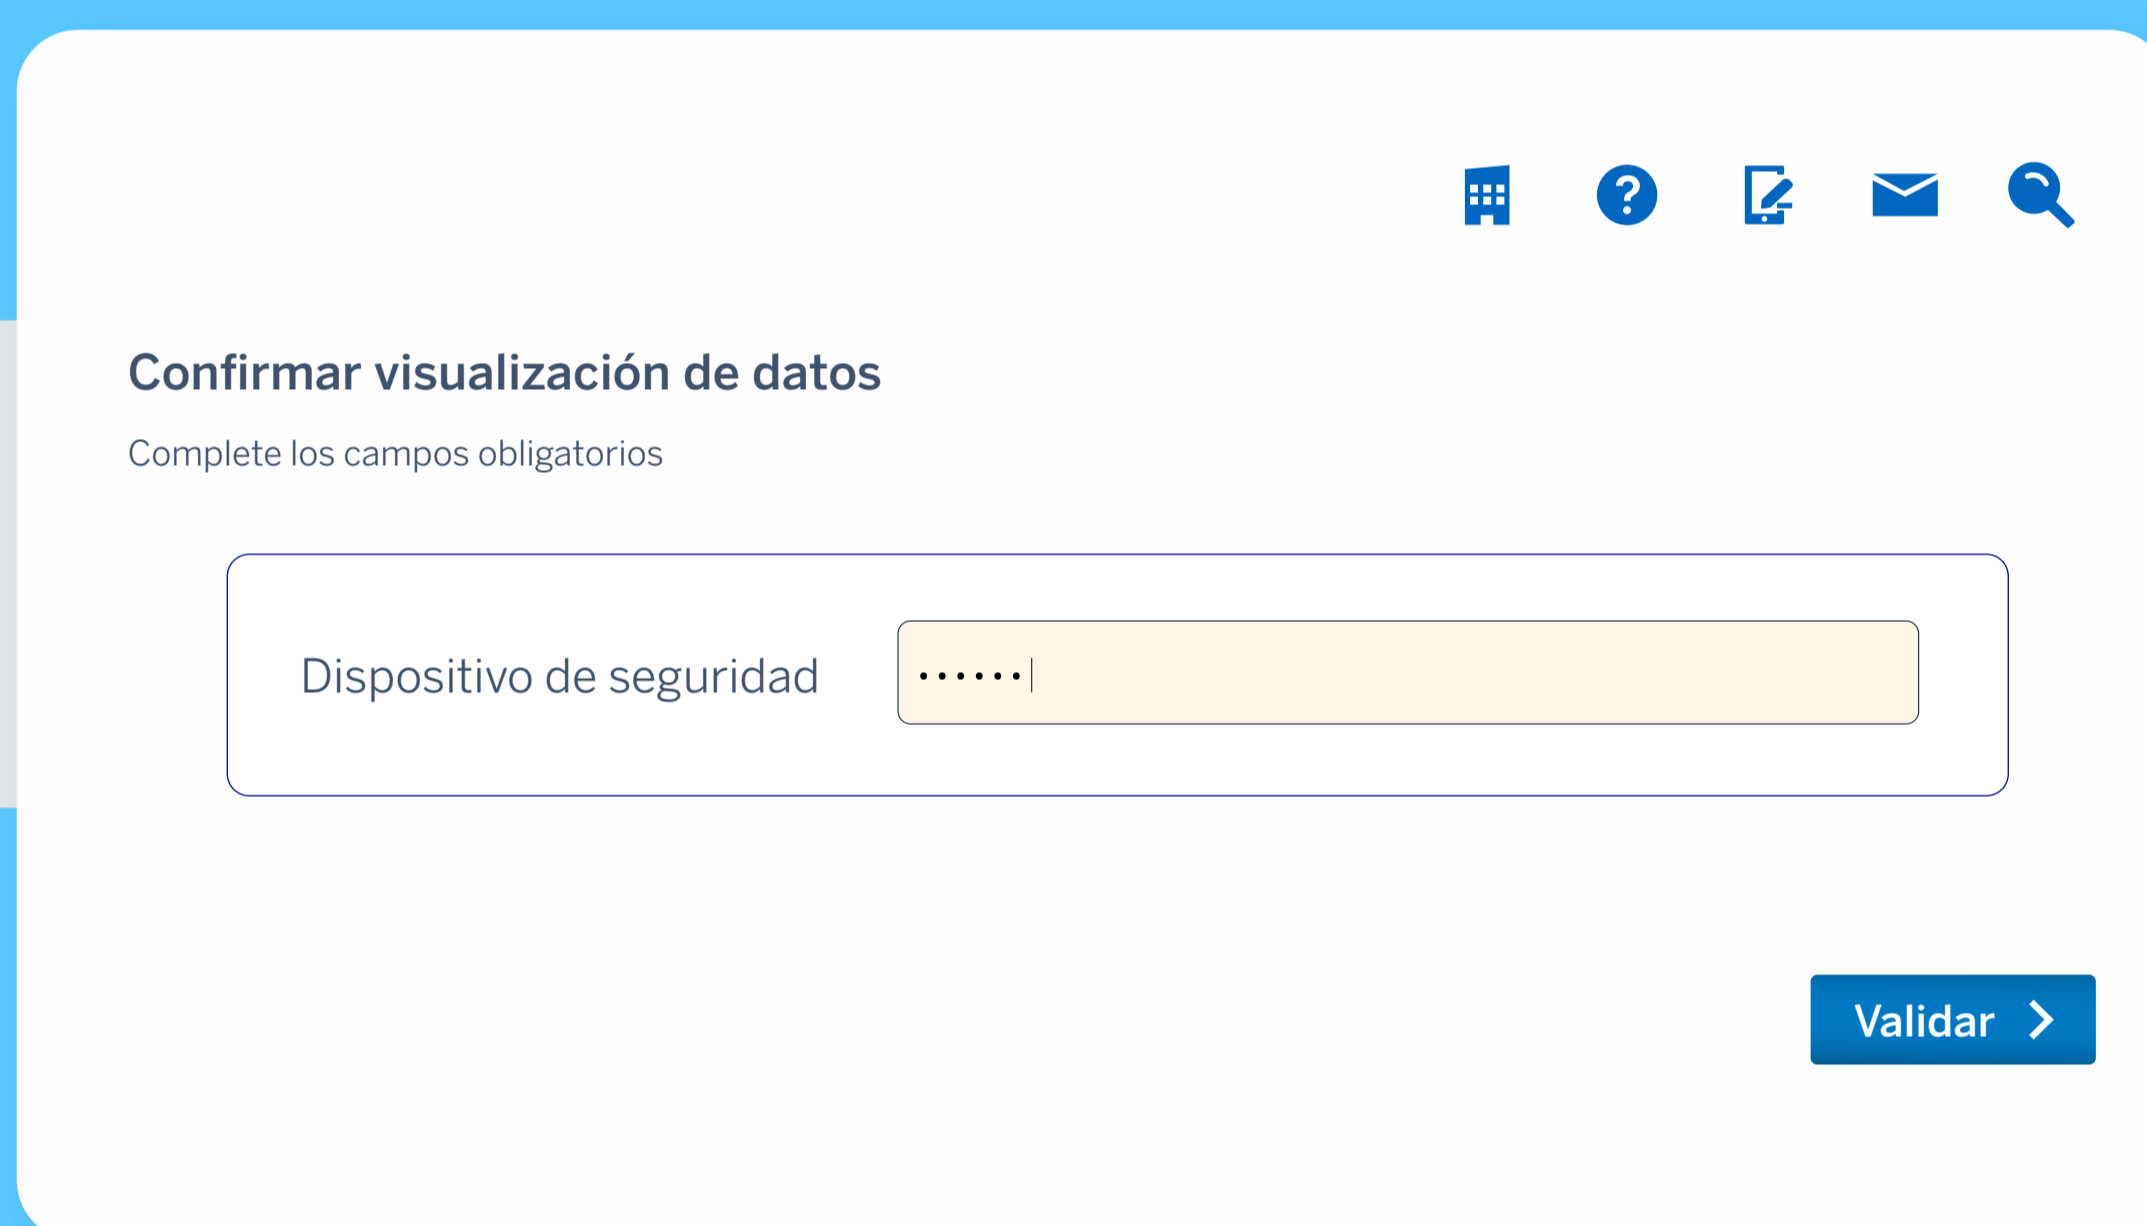 Confirmar visualización de datos
Complete los campos obligatorios
Dispositivo de seguridad
Validar